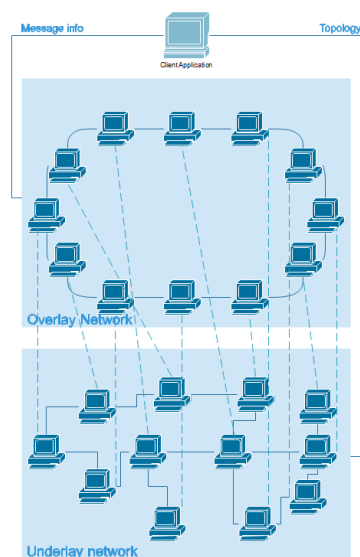 Message info
Topology
Client Application
Overlay Network
Underlay network